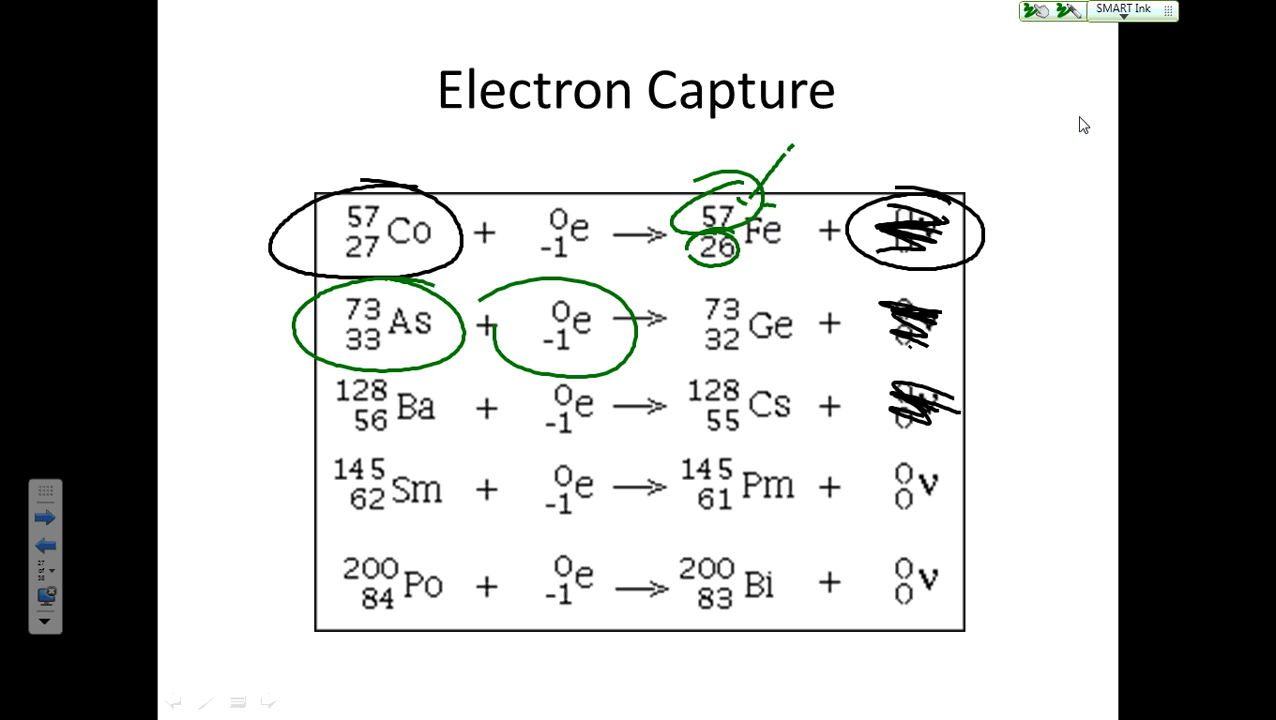 SMART Ink
Electron Capture
57 27 Co + 0 -1 e → 57 26 Fe +
73 33 As + 0 -1 e → 73 32 Ge +
128 56 Ba + 0 -1 e → 128 55 Cs +
145 62 Sm + 0 -1 e → 145 61 Pm + 0 0 ν
200 84 Po + 0 -1 e → 200 83 Bi + 0 0 ν